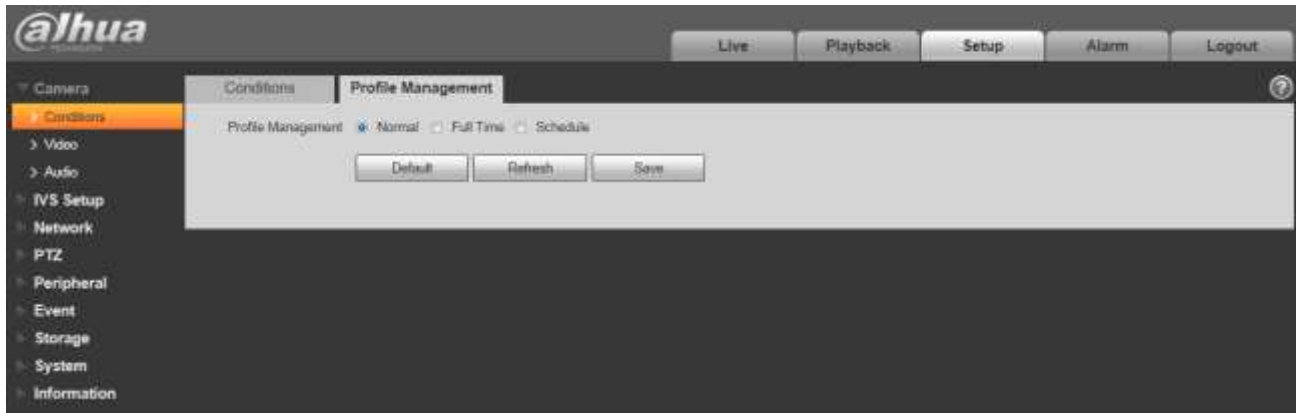 alhua
TECHNOLOGY
Live Playback Setup Alarm Logout
Camera
Conditions
Video
Audio
IVS Setup
Network
PTZ
Peripheral
Event
Storage
System
Information
Conditions Profile Management
Profile Management Normal Full Time Schedule
Default Refresh Save